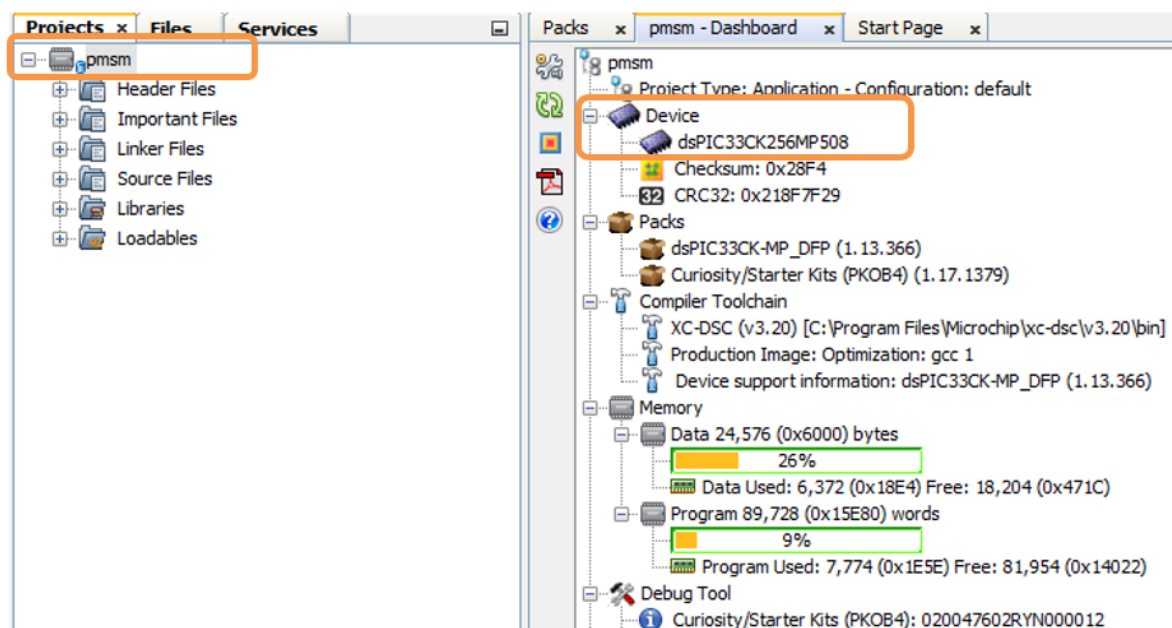 Projects x Files Services
pmsm
Header Files
Important Files
Linker Files
Source Files
Libraries
Loadables
Packs x pmsm - Dashboard x Start Page x
pmsm
Project Type: Application - Configuration: default
Device
dsPIC33CK256MP508
Checksum: 0x28F4
32 CRC32: 0x218F7F29
Packs
dsPIC33CK-MP_DFP (1.13.366)
Curiosity/Starter Kits (PKOB4) (1.17.1379)
Compiler Toolchain
XC-DSC (v3.20) [C:\Program Files\Microchip\xc-dsc\v3.20\bin]
Production Image: Optimization: gcc 1
Device support information: dsPIC33CK-MP_DFP (1.13.366)
Memory
Data 24,576 (0x6000) bytes
26%
Data Used: 6,372 (0x18E4) Free: 18,204 (0x471C)
Program 89,728 (0x15E80) words
9%
Program Used: 7,774 (0x1E5E) Free: 81,954 (0x14022)
Debug Tool
Curiosity/Starter Kits (PKOB4): 020047602RYN000012